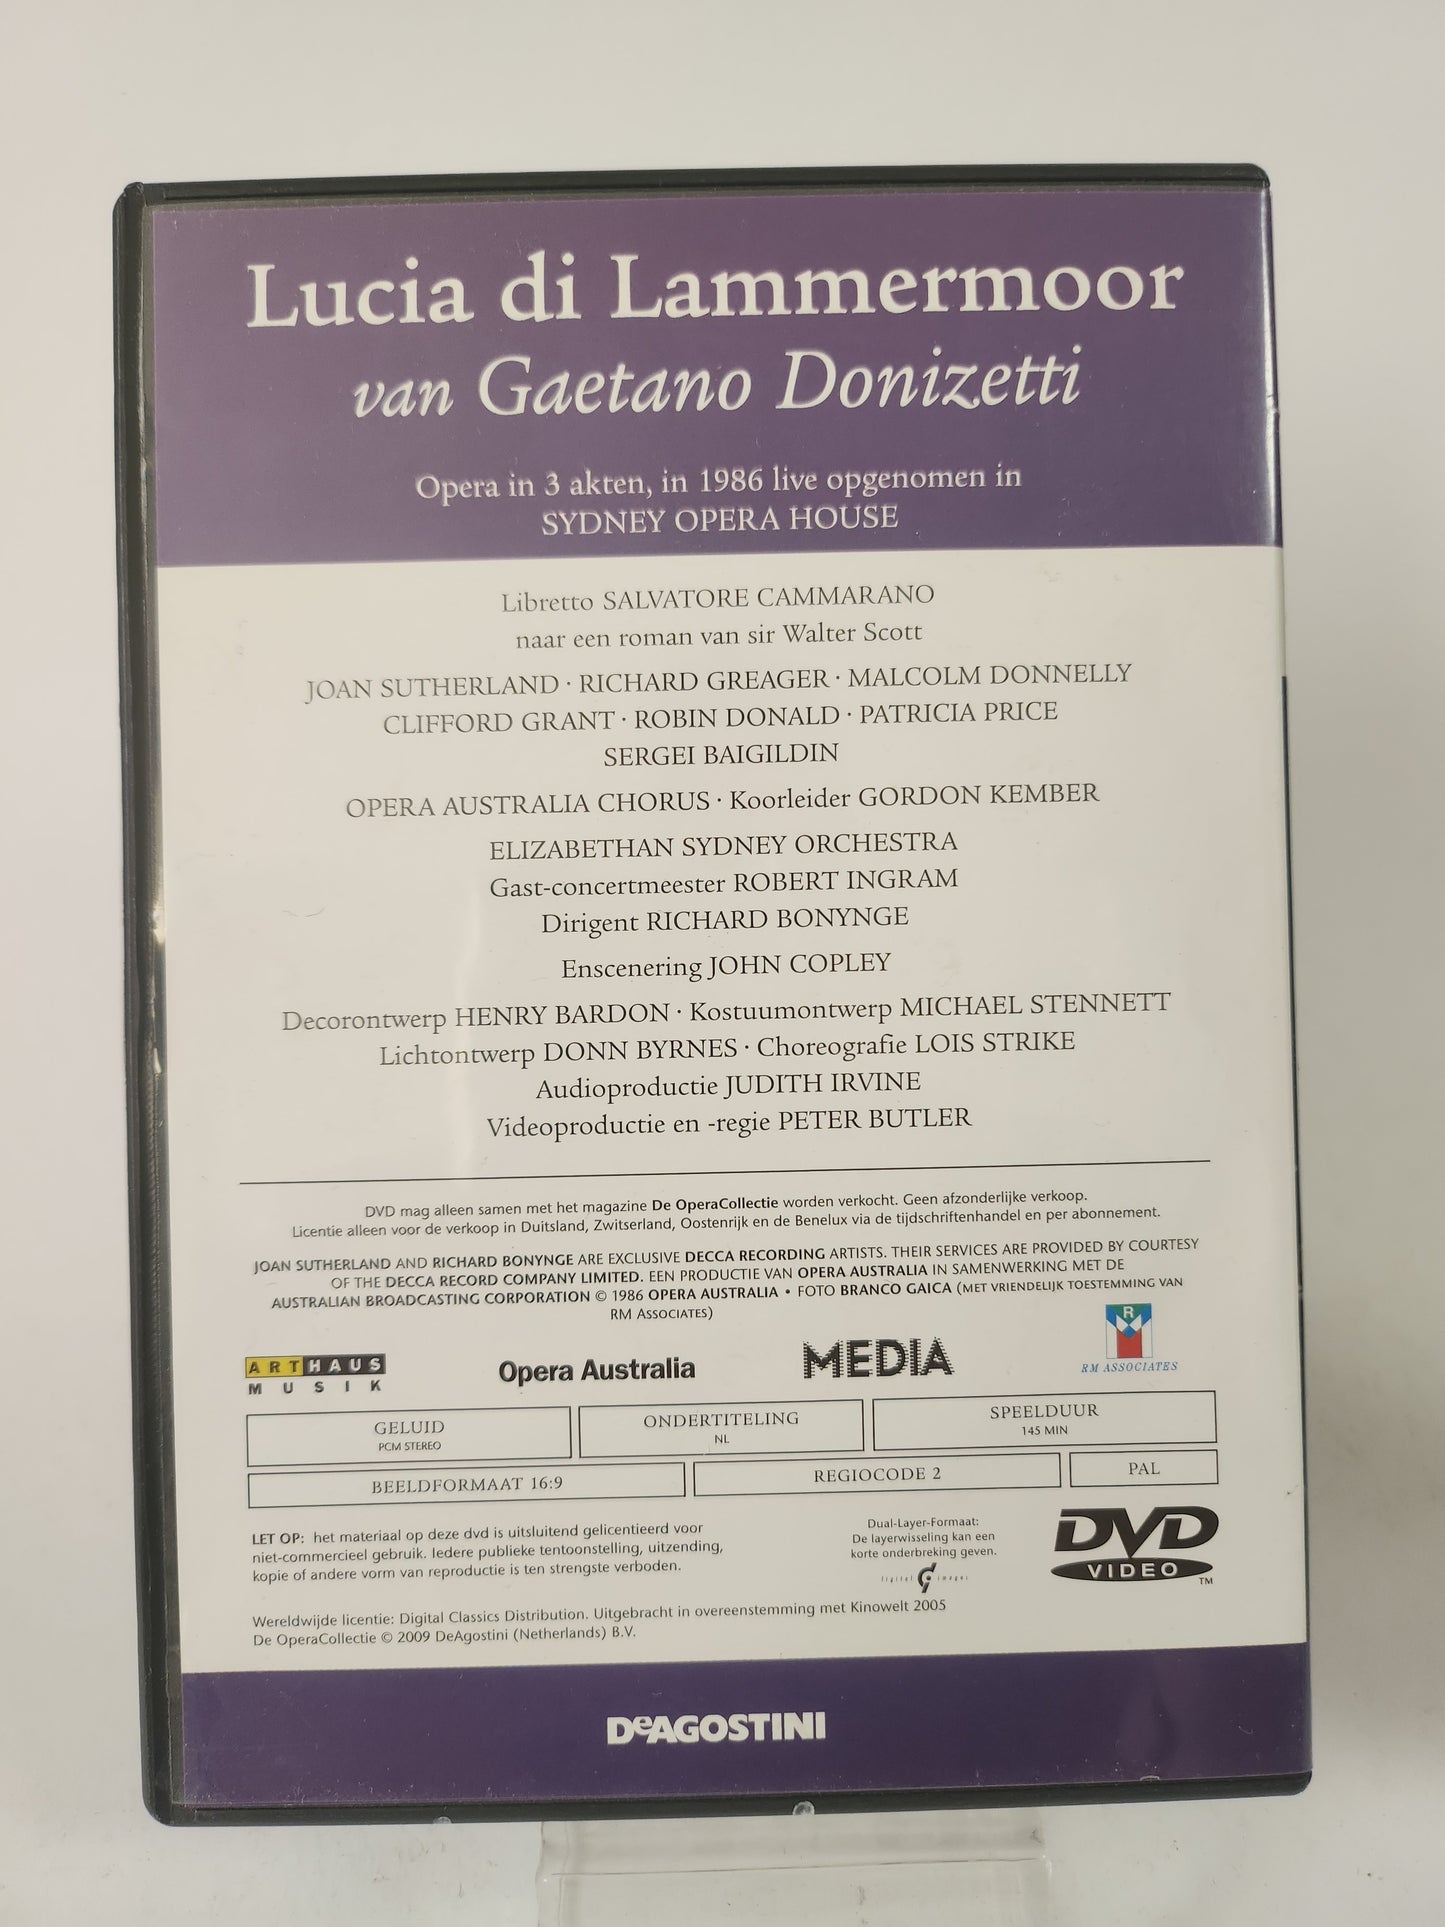 Lucia di Lammermoor
van Gaetano Donizetti
Opera in 3 akten, in 1986 live opgenomen in
SYDNEY OPERA HOUSE
Libretto SALVATORE CAMMARANO
naar een roman van sir Walter Scott
JOAN SUTHERLAND · RICHARD GREAGER · MALCOLM DONNELLY
CLIFFORD GRANT · ROBIN DONALD · PATRICIA PRICE
SERGEI BAIGILDIN
OPERA AUSTRALIA CHORUS · Koorleider GORDON KEMBER
ELIZABETHAN SYDNEY ORCHESTRA
Gast-concertmeester ROBERT INGRAM
Dirigent RICHARD BONYNGE
Enscenering JOHN COPLEY
Decorontwerp HENRY BARDON · Kostuumontwerp MICHAEL STENNETT
Lichtontwerp DONN BYRNES · Choreografie LOIS STRIKE
Audioproductie JUDITH IRVINE
Videoproductie en -regie PETER BUTLER
DVD mag alleen samen met het magazine De OperaCollectie worden verkocht. Geen afzonderlijke verkoop.
Licentie alleen voor de verkoop in Duitsland, Zwitserland, Oostenrijk en de Benelux via de tijdschriftenhandel en per abonnement.
JOAN SUTHERLAND AND RICHARD BONYNGE ARE EXCLUSIVE DECCA RECORDING ARTISTS. THEIR SERVICES ARE PROVIDED BY COURTESY
OF THE DECCA RECORD COMPANY LIMITED. EEN PRODUCTIE VAN OPERA AUSTRALIA IN SAMENWERKING MET DE
AUSTRALIAN BROADCASTING CORPORATION © 1986 OPERA AUSTRALIA • FOTO BRANCO GAICA (MET VRIENDELIJK TOESTEMMING VAN
RM ASSOCIATES)
ARTHAUS
MUSIK
Opera Australia
MEDIA
R M
RM ASSOCIATES
GELUID
PCM STEREO
ONDERTITELING
NL
SPEELDUUR
145 MIN
BEELDFORMAAT 16:9
REGIOCODE 2
PAL
LET OP: het materiaal op deze dvd is uitsluitend gelicentieerd voor
niet-commercieel gebruik. Iedere publieke tentoonstelling, uitzending,
kopie of andere vorm van reproductie is ten strengste verboden.
Dual-Layer-Formaat:
De layerwisseling kan een
korte onderbreking geven.
digital images
DVD
VIDEO
TM
Wereldwijde licentie: Digital Classics Distribution. Uitgebracht in overeenstemming met Kinowelt 2005
De OperaCollectie © 2009 DeAgostini (Netherlands) B.V.
DeAGOSTINI